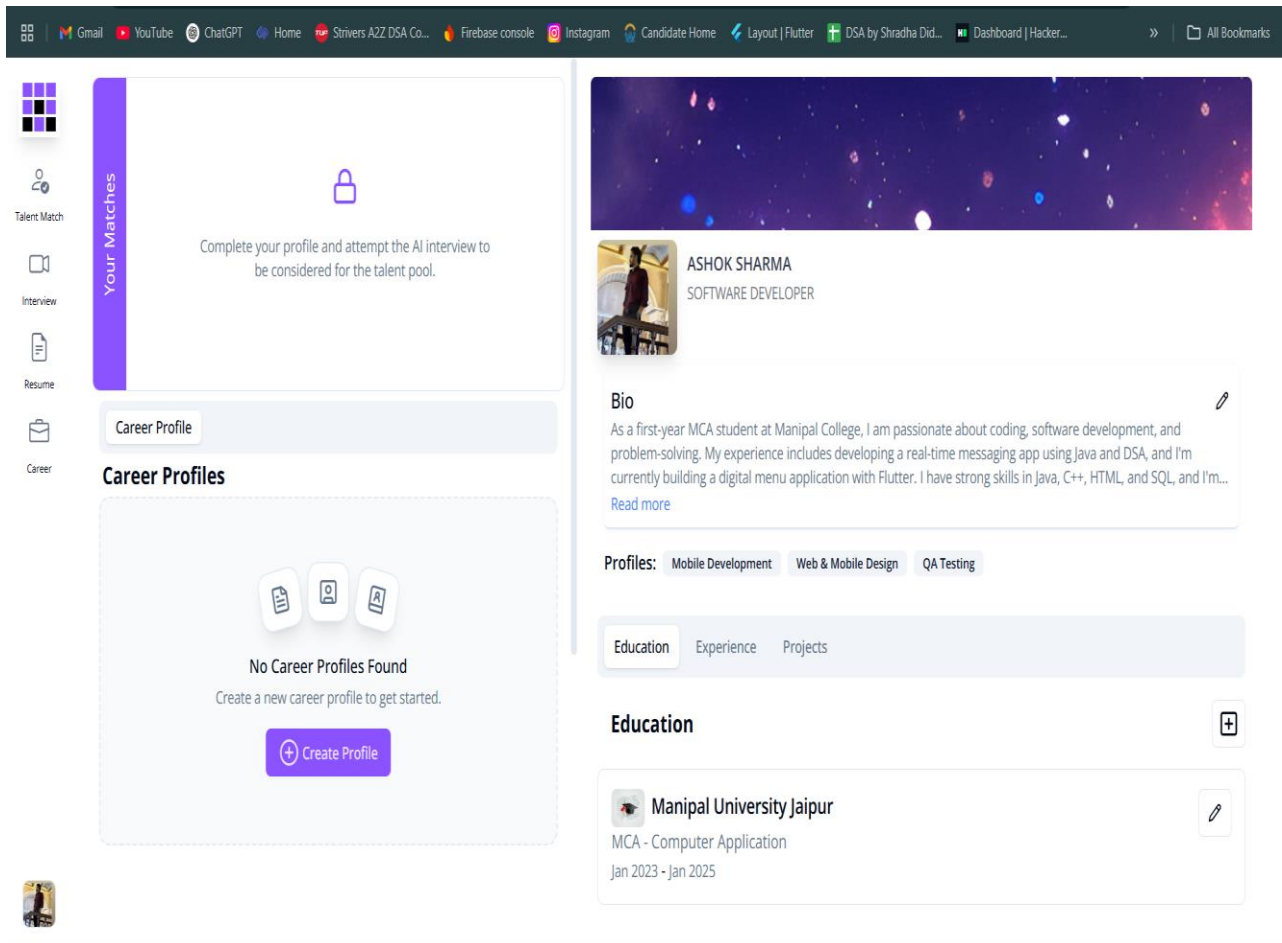 Gmail
YouTube
ChatGPT
Home
Strivers A2Z DSA Co...
Firebase console
Instagram
Candidate Home
Layout | Flutter
DSA by Shradha Did...
Dashboard | Hacker...
»
All Bookmarks
Talent Match
Interview
Resume
Career
Your Matches
Complete your profile and attempt the AI interview to
be considered for the talent pool.
Career Profile
Career Profiles
No Career Profiles Found
Create a new career profile to get started.
Create Profile
ASHOK SHARMA
SOFTWARE DEVELOPER
Bio
As a first-year MCA student at Manipal College, I am passionate about coding, software development, and
problem-solving. My experience includes developing a real-time messaging app using Java and DSA, and I'm
currently building a digital menu application with Flutter. I have strong skills in Java, C++, HTML, and SQL, and I'm...
Read more
Profiles: Mobile Development Web & Mobile Design QA Testing
Education Experience Projects
Education
Manipal University Jaipur
MCA - Computer Application
Jan 2023 - Jan 2025